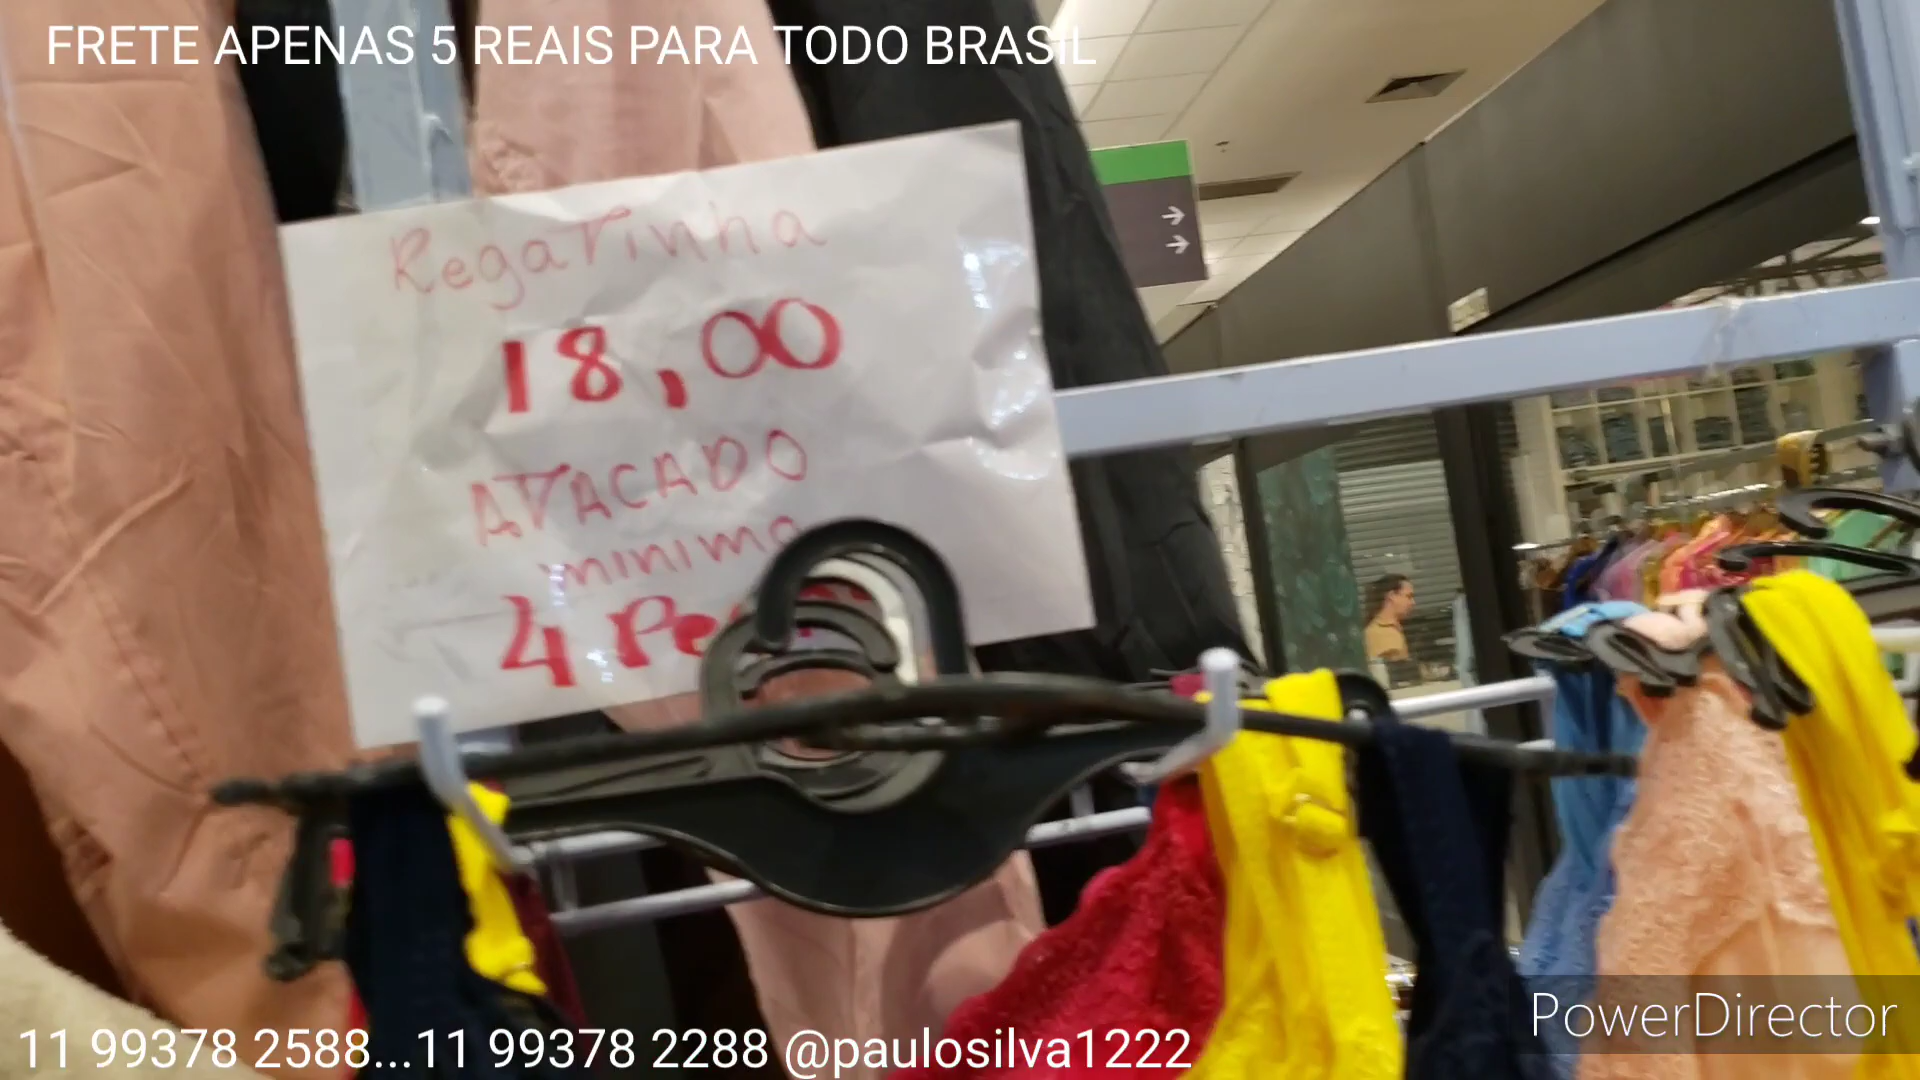 FRETE APENAS 5 REAIS PARA TODO BRASIL
RegaTinha
18,00
ATACADO
minimo
4
11 99378 2588...11 99378 2288 @paulosilva1222
PowerDirector